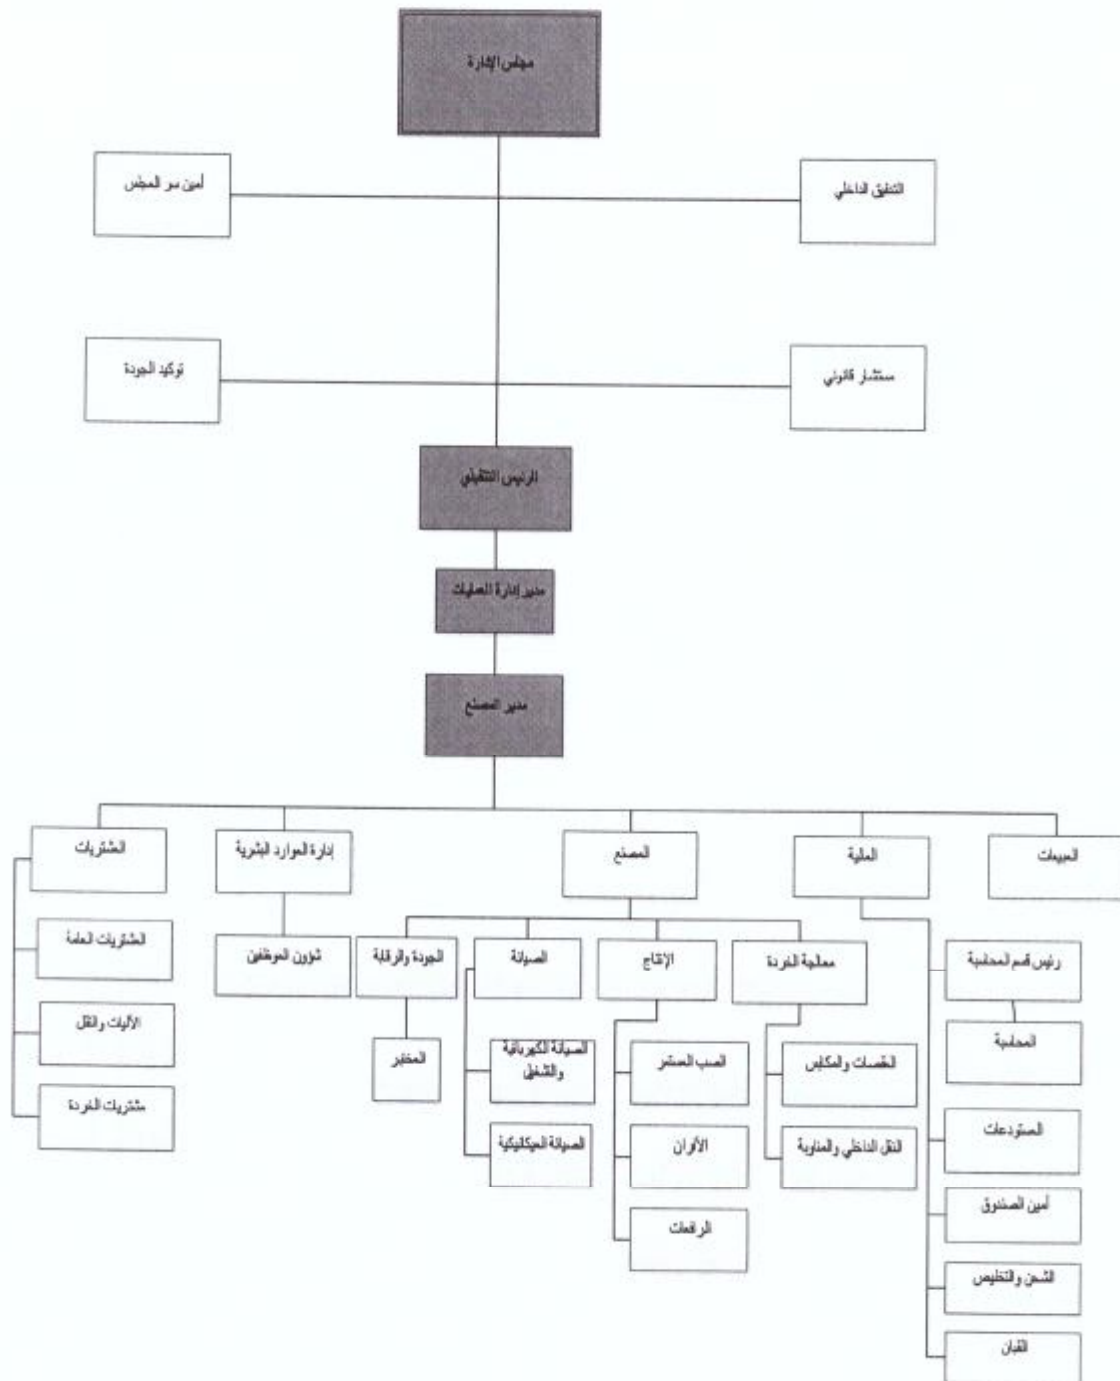 مجلس الإدارة
التدقيق الداخلي
أمين سر المجلس
مستشار قانوني
توكيد الجودة
الرئيس التنفيذي
مدير إدارة العمليات
مدير المصنع
المبيعات
المالية
المصنع
إدارة الموارد البشرية
المشتريات
رئيس قسم المحاسبة
المحاسبة
المستودعات
أمين الصندوق
الشحن والتخليص
القبان
معالجة الخردة
المقصات والمكابس
النقل الداخلي والمناوبة
الإنتاج
الصب المستمر
الأفران
الرافعات
الصيانة
الصيانة الكهربائية
والتشغيل
الصيانة الميكانيكية
الجودة والرقابة
المختبر
شؤون الموظفين
المشتريات العامة
الآليات والنقل
مشتريات الخردة